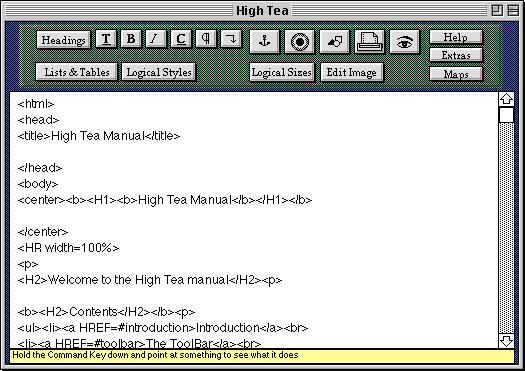 High Tea
Headings T B I C ¶ Help
Extras
Lists & Tables Logical Styles Logical Sizes Edit Image Maps
<html>
<head>
<title>High Tea Manual</title>
</head>
<body>
<center><b><H1><b>High Tea Manual</b></H1></b>
</center>
<HR width=100%>
<p>
<H2>Welcome to the High Tea manual</H2><p>
<b><H2>Contents</H2></b><p>
<ul><li><a HREF=#introduction>Introduction</a><br>
<li><a HREF=#toolbar>The ToolBar</a><br>
Hold the Command Key down and point at something to see what it does